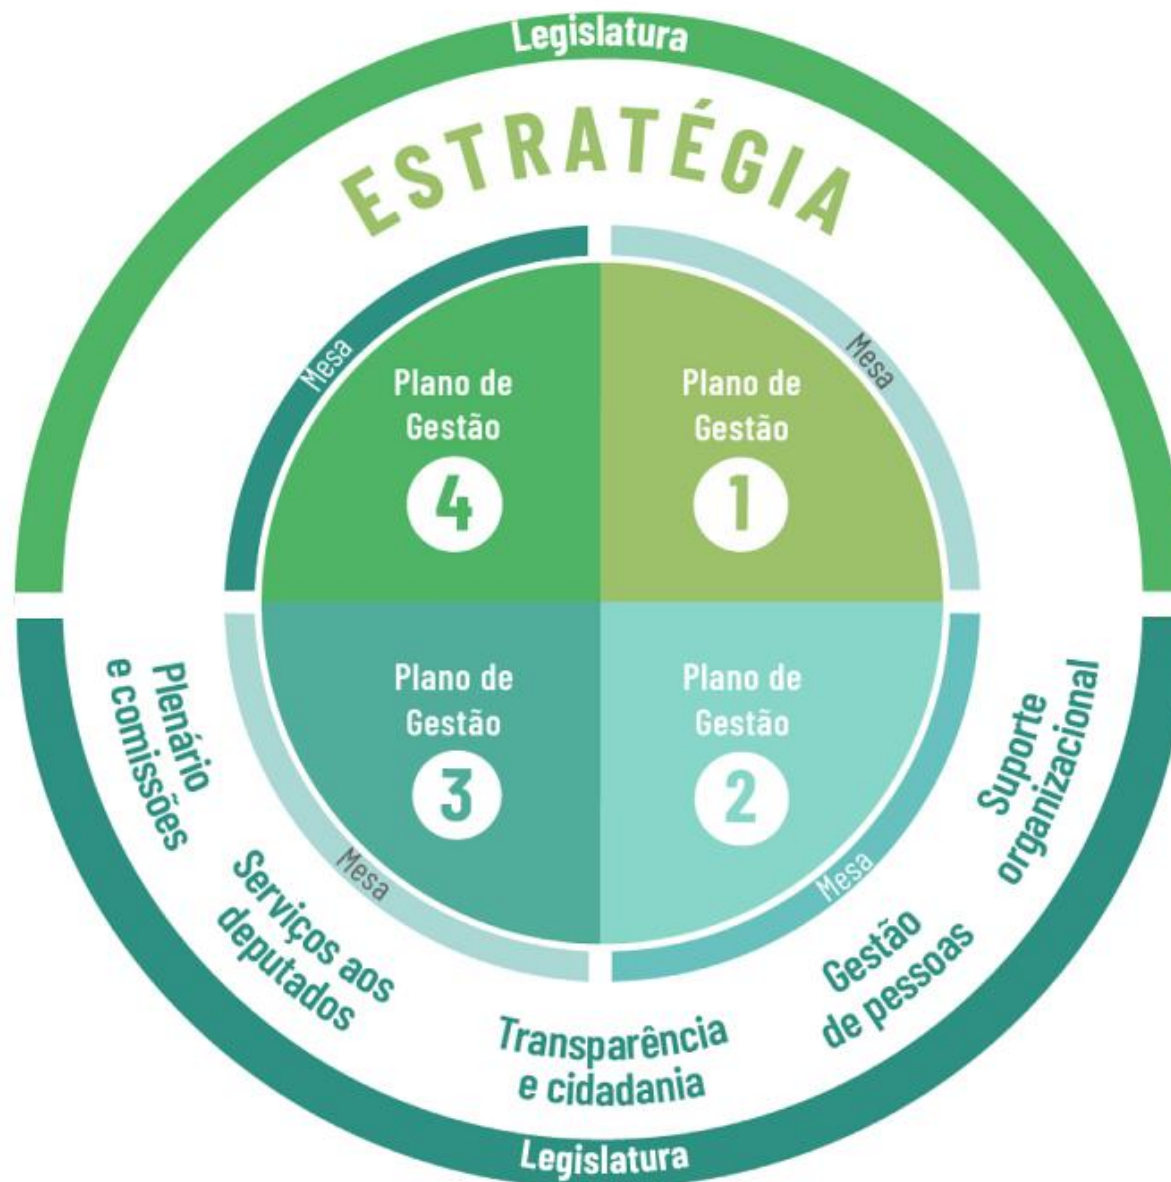 Legislatura
ESTRATÉGIA
Mesa
Mesa
Plano de
Gestão
4
Plano de
Gestão
1
Plano de
Gestão
3
Plano de
Gestão
2
Mesa
Mesa
Plenário
e comissões
Serviços aos
deputados
Transparência
e cidadania
Gestão
de pessoas
Suporte
organizacional
Legislatura